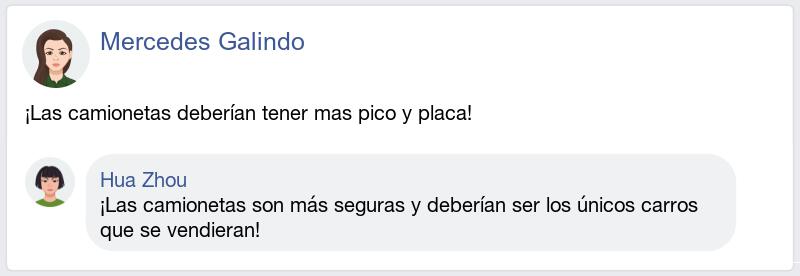 Mercedes Galindo
¡Las camionetas deberían tener mas pico y placa!
Hua Zhou
¡Las camionetas son más seguras y deberían ser los únicos carros
que se vendieran!